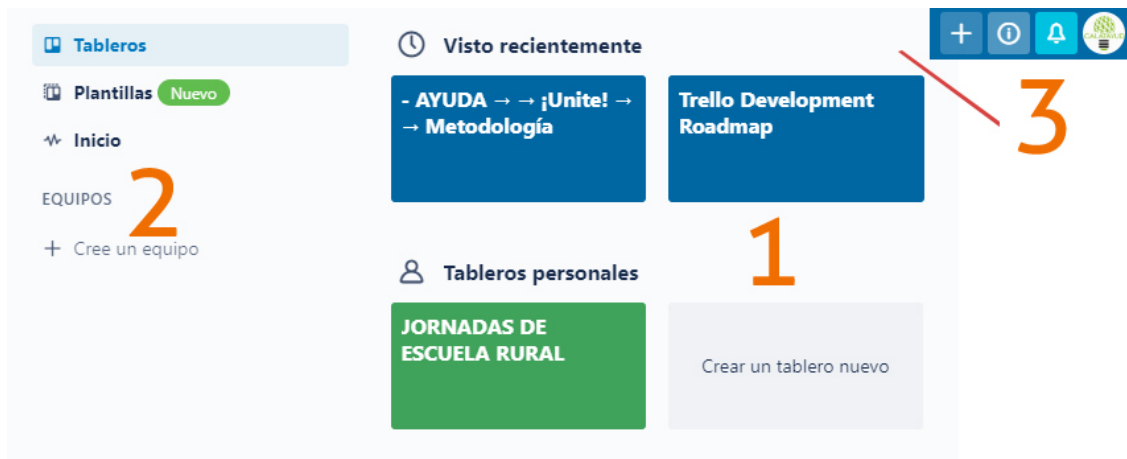 Tableros
Plantillas Nuevo
Inicio
2
EQUIPOS
+ Cree un equipo
Visto recientemente
- AYUDA → → ¡Unite! →
→ Metodología
Trello Development
Roadmap
1
Tableros personales
JORNADAS DE
ESCUELA RURAL
Crear un tablero nuevo
CALATAYUD
3